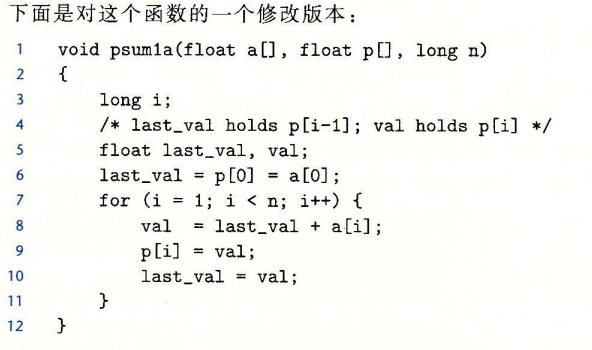 下面是对这个函数的一个修改版本：
1 void psum1a(float a[], float p[], long n)
2 {
3 long i;
4 /* last_val holds p[i-1]; val holds p[i] */
5 float last_val, val;
6 last_val = p[0] = a[0];
7 for (i = 1; i < n; i++) {
8 val = last_val + a[i];
9 p[i] = val;
10 last_val = val;
11 }
12 }